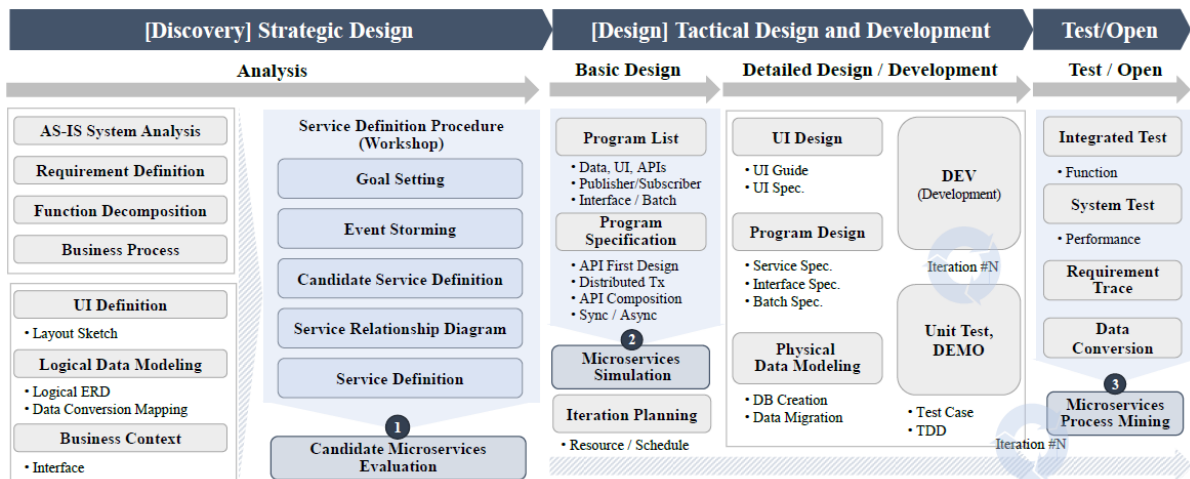 [Discovery] Strategic Design
[Design] Tactical Design and Development
Test/Open
Analysis
Basic Design
Detailed Design / Development
Test / Open
AS-IS System Analysis
Requirement Definition
Function Decomposition
Business Process
UI Definition
• Layout Sketch
Logical Data Modeling
• Logical ERD
• Data Conversion Mapping
Business Context
• Interface
Service Definition Procedure
(Workshop)
Goal Setting
Event Storming
Candidate Service Definition
Service Relationship Diagram
Service Definition
1
Candidate Microservices
Evaluation
Program List
• Data, UI, APIs
• Publisher/Subscriber
• Interface / Batch
Program
Specification
• API First Design
• Distributed Tx
• API Composition
• Sync / Async
2
Microservices
Simulation
Iteration Planning
• Resource / Schedule
UI Design
• UI Guide
• UI Spec.
Program Design
• Service Spec.
• Interface Spec.
• Batch Spec.
Physical
Data Modeling
• DB Creation
• Data Migration
DEV
(Development)
Iteration #N
Unit Test,
DEMO
• Test Case
• TDD
Iteration #N
Integrated Test
• Function
System Test
• Performance
Requirement
Trace
Data
Conversion
3
Microservices
Process Mining